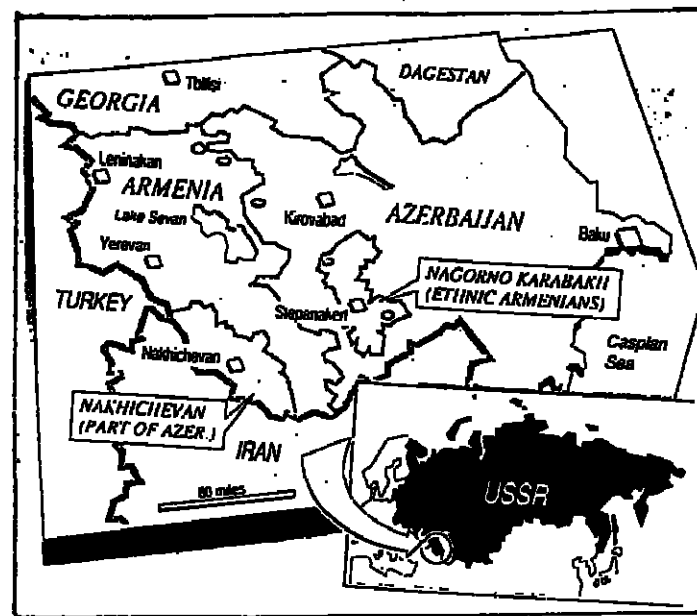 Tbilisi
DAGESTAN
GEORGIA
Leninakan
ARMENIA
Lake Sevan
Kirovabad
AZERBAIJAN
Baku
Yerevan
NAGORNO KARABAKH
(ETHNIC ARMENIANS)
TURKEY
Stepanakert
Caspian
Sea
Nakhichevan
NAKHICHEVAN
(PART OF AZER.)
IRAN
60 miles
USSR